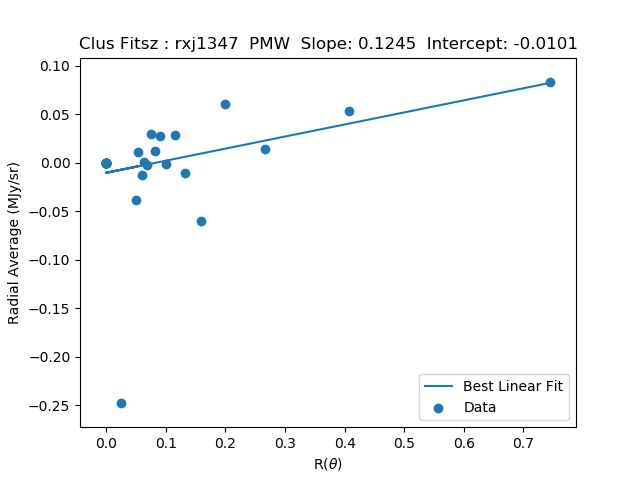 Clus Fitsz : rxj1347  PMW  Slope: 0.1245  Intercept: -0.0101
0.10
0.05
0.00
−0.05
−0.10
−0.15
−0.20
−0.25
Radial Average (MJy/sr)
Best Linear Fit
Data
0.0 0.1 0.2 0.3 0.4 0.5 0.6 0.7
R(θ)